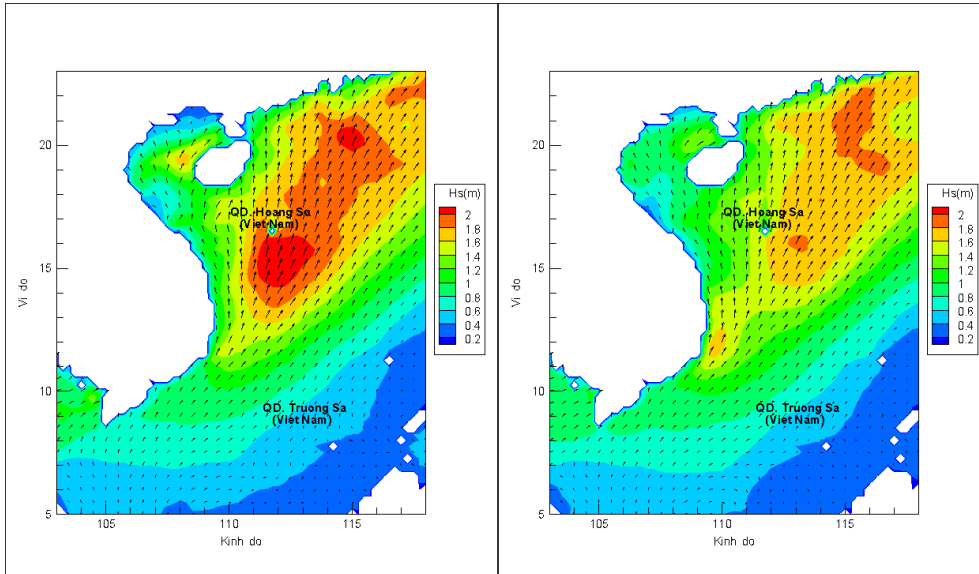 20
15
10
5
Vi do
105
110
115
Kinh do
QD. Hoang Sa
(Viet Nam)
QD. Truong Sa
(Viet Nam)
Hs(m)
2
1.8
1.6
1.4
1.2
1
0.8
0.6
0.4
0.2
20
15
10
5
Vi do
105
110
115
Kinh do
QD. Hoang Sa
(Viet Nam)
QD. Truong Sa
(Viet Nam)
Hs(m)
2
1.8
1.6
1.4
1.2
1
0.8
0.6
0.4
0.2